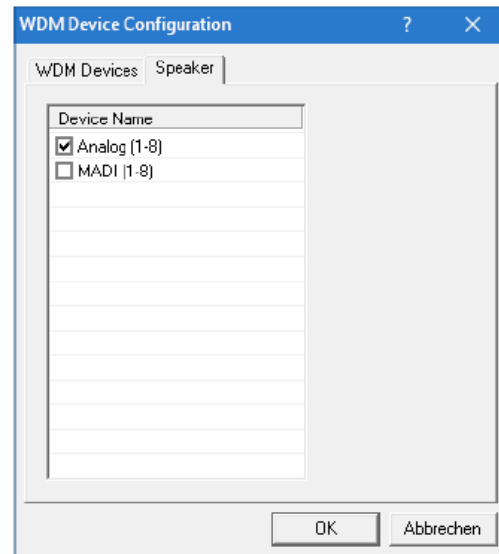 WDM Device Configuration ? ×
WDM Devices Speaker
Device Name
Analog (1-8)
MADI (1-8)
OK Abbrechen